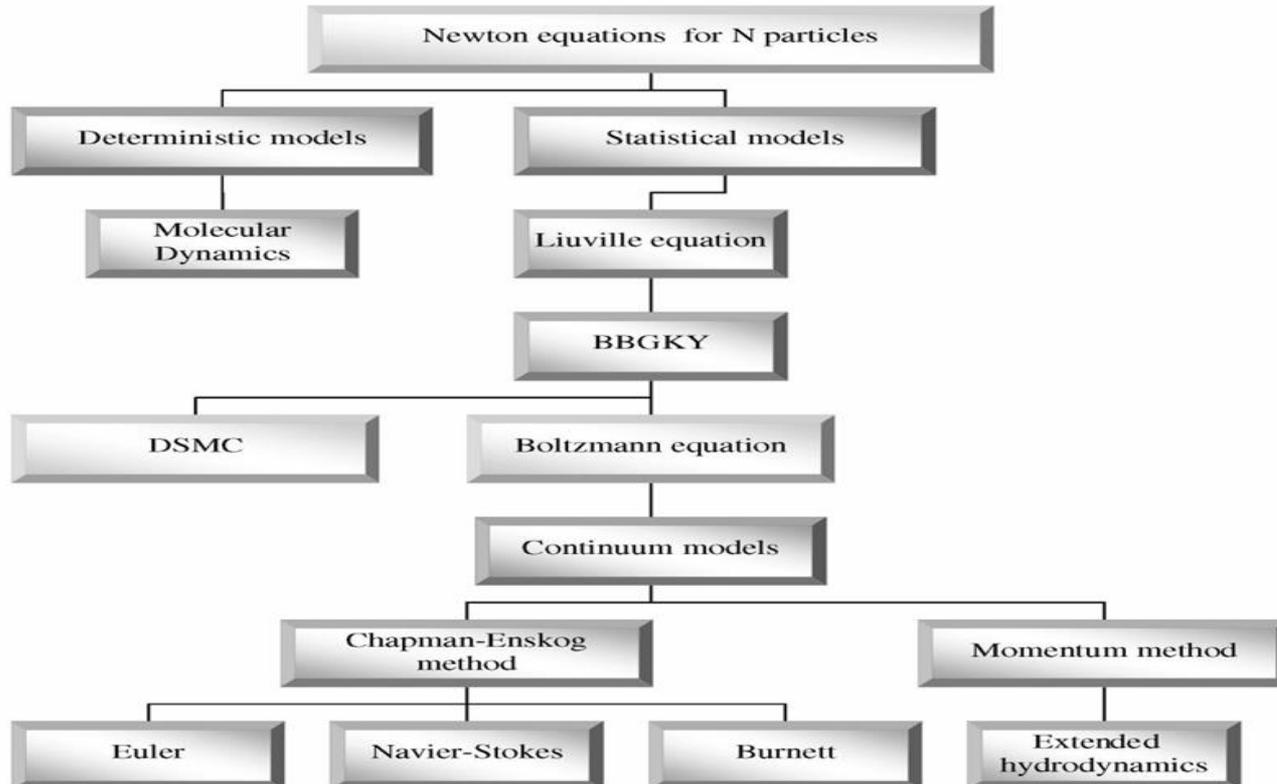 Newton equations for N particles
Deterministic models
Statistical models
Molecular
Dynamics
Liuville equation
BBGKY
DSMC
Boltzmann equation
Continuum models
Chapman-Enskog
method
Momentum method
Euler
Navier-Stokes
Burnett
Extended
hydrodynamics